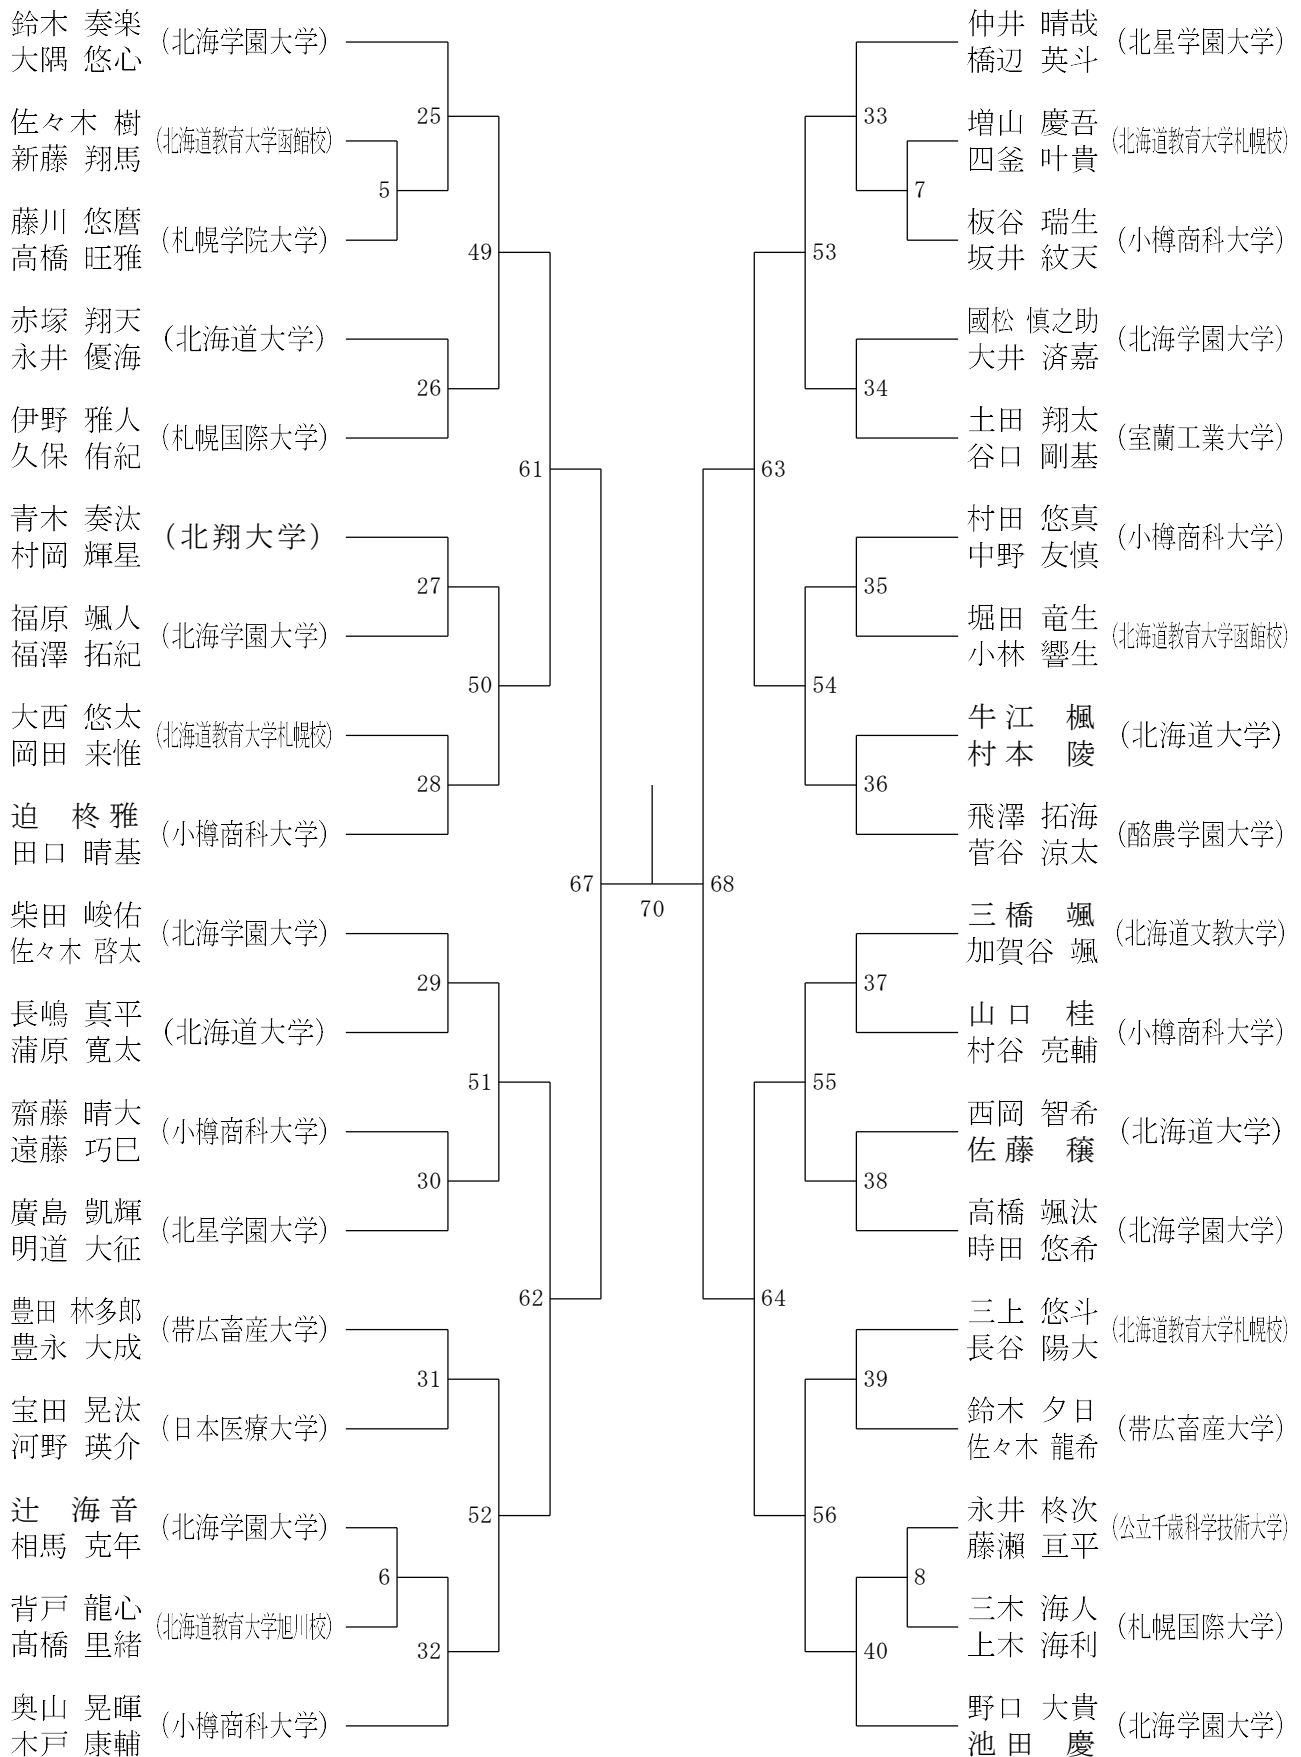 鈴木 奏楽
大隅 悠心
(北海学園大学)
25
佐々木 樹
新藤 翔馬
(北海道教育大学函館校)
5
藤川 悠麿
高橋 旺雅
(札幌学院大学)
49
赤塚 翔天
永井 優海
(北海道大学)
26
伊野 雅人
久保 侑紀
(札幌国際大学)
61
青木 奏汰
村岡 輝星
(北翔大学)
27
福原 颯人
福澤 拓紀
(北海学園大学)
50
大西 悠太
岡田 来惟
(北海道教育大学札幌校)
28
迫 柊雅
田口 晴基
(小樽商科大学)
67
柴田 峻佑
佐々木 啓太
(北海学園大学)
29
長嶋 真平
蒲原 寛太
(北海道大学)
51
齋藤 晴大
遠藤 巧巳
(小樽商科大学)
30
廣島 凱輝
明道 大征
(北星学園大学)
62
豊田 林多郎
豊永 大成
(帯広畜産大学)
31
宝田 晃汰
河野 瑛介
(日本医療大学)
52
辻 海音
相馬 克年
(北海学園大学)
6
背戸 龍心
髙橋 里緒
(北海道教育大学旭川校)
32
奥山 晃暉
木戸 康輔
(小樽商科大学)
70
仲井 晴哉
橋辺 英斗
(北星学園大学)
33
増山 慶吾
四釜 叶貴
(北海道教育大学札幌校)
7
板谷 瑞生
坂井 紋天
(小樽商科大学)
53
國松 慎之助
大井 済嘉
(北海学園大学)
34
土田 翔太
谷口 剛基
(室蘭工業大学)
63
村田 悠真
中野 友慎
(小樽商科大学)
35
堀田 竜生
小林 響生
(北海道教育大学函館校)
54
牛江 楓
村本 陵
(北海道大学)
36
飛澤 拓海
菅谷 涼太
(酪農学園大学)
68
三橋 颯
加賀谷 颯
(北海道文教大学)
37
山口 桂
村谷 亮輔
(小樽商科大学)
55
西岡 智希
佐藤 穣
(北海道大学)
38
高橋 颯汰
時田 悠希
(北海学園大学)
64
三上 悠斗
長谷 陽大
(北海道教育大学札幌校)
39
鈴木 夕日
佐々木 龍希
(帯広畜産大学)
56
永井 柊次
藤瀬 亘平
(公立千歳科学技術大学)
8
三木 海人
上木 海利
(札幌国際大学)
40
野口 大貴
池田 慶
(北海学園大学)